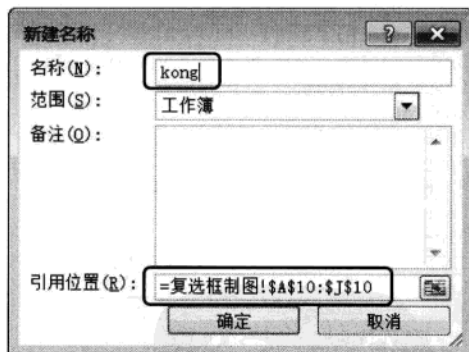 新建名称
名称(N): kong
范围(S): 工作簿
备注(O):
引用位置(R): =复选框制图!$A$10:$J$10
确定 取消